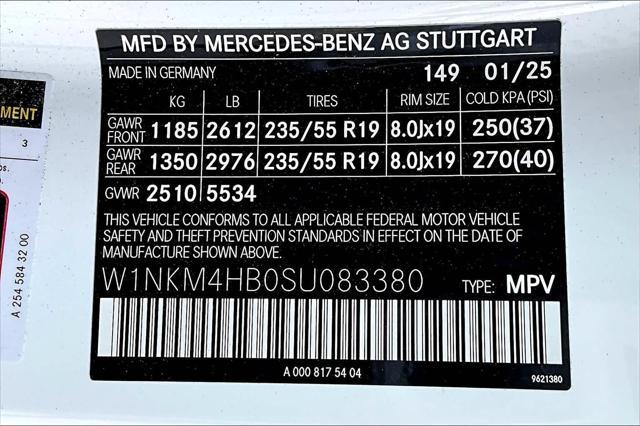 MFD BY MERCEDES-BENZ AG STUTTGART
MADE IN GERMANY 149 01/25
KG LB TIRES RIM SIZE COLD KPA (PSI)
GAWR FRONT 1185 2612 235/55 R19 8.0Jx19 250(37)
GAWR REAR 1350 2976 235/55 R19 8.0Jx19 270(40)
GVWR 2510 5534
THIS VEHICLE CONFORMS TO ALL APPLICABLE FEDERAL MOTOR VEHICLE
SAFETY AND THEFT STANDARDS IN EFFECT ON THE DATE OF
MANUFACTURE SHOWN ABOVE.
W1NKM4HB0SU083380 TYPE: MPV
A 000 817 54 04
9621380
MENT
3
A 254 584 32 00